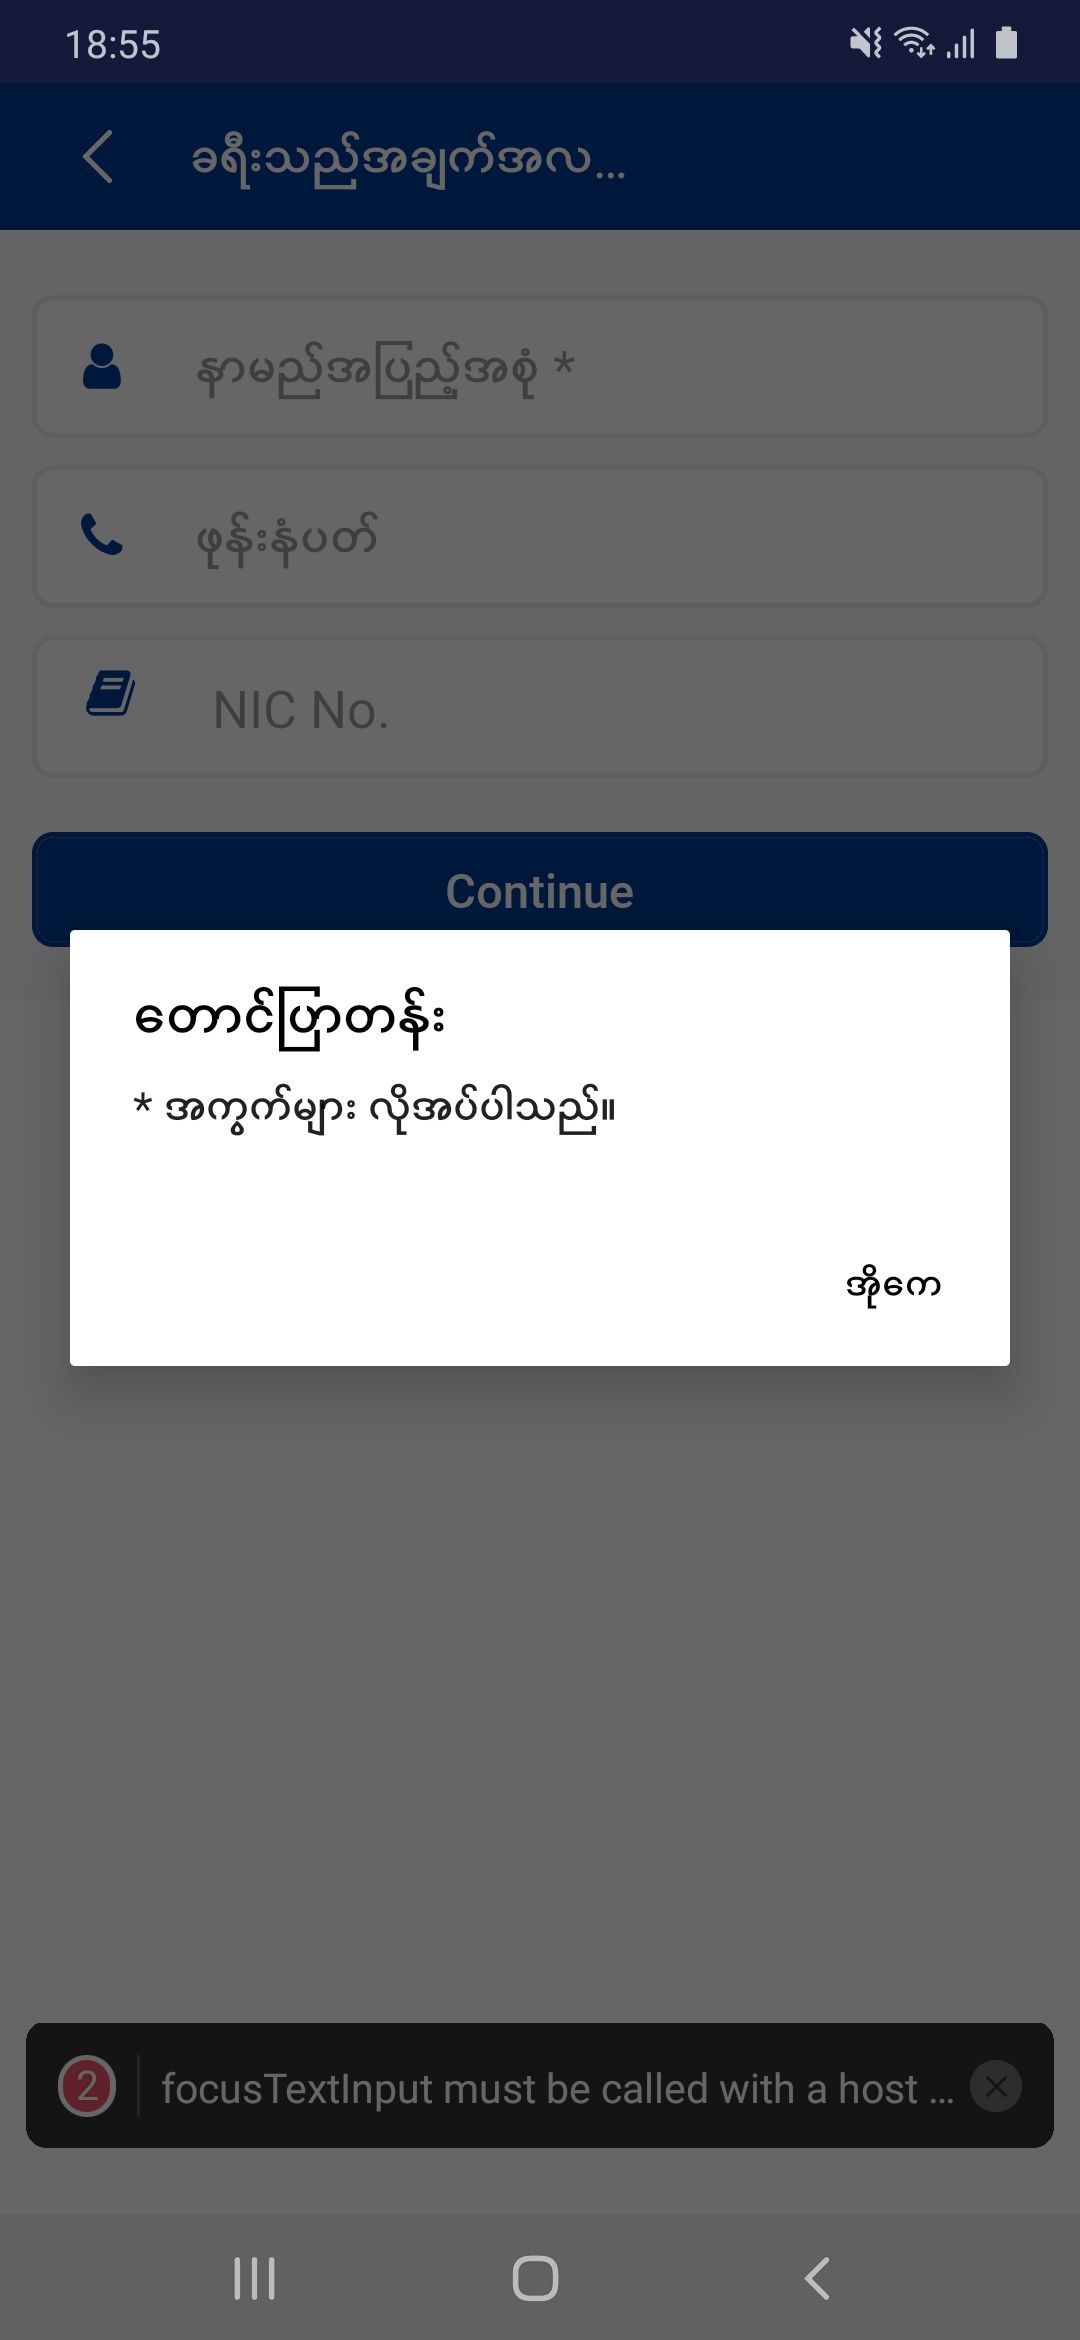 18:55
ခရီးသည်အချက်အလ...
နာမည်အပြည့်အစုံ *
ဖုန်းနံပတ်
NIC No.
Continue
တောင်ပြာတန်း
* အကွက်များ လိုအပ်ပါသည်။
အိုကေ
2 focusTextInput must be called with a host ...